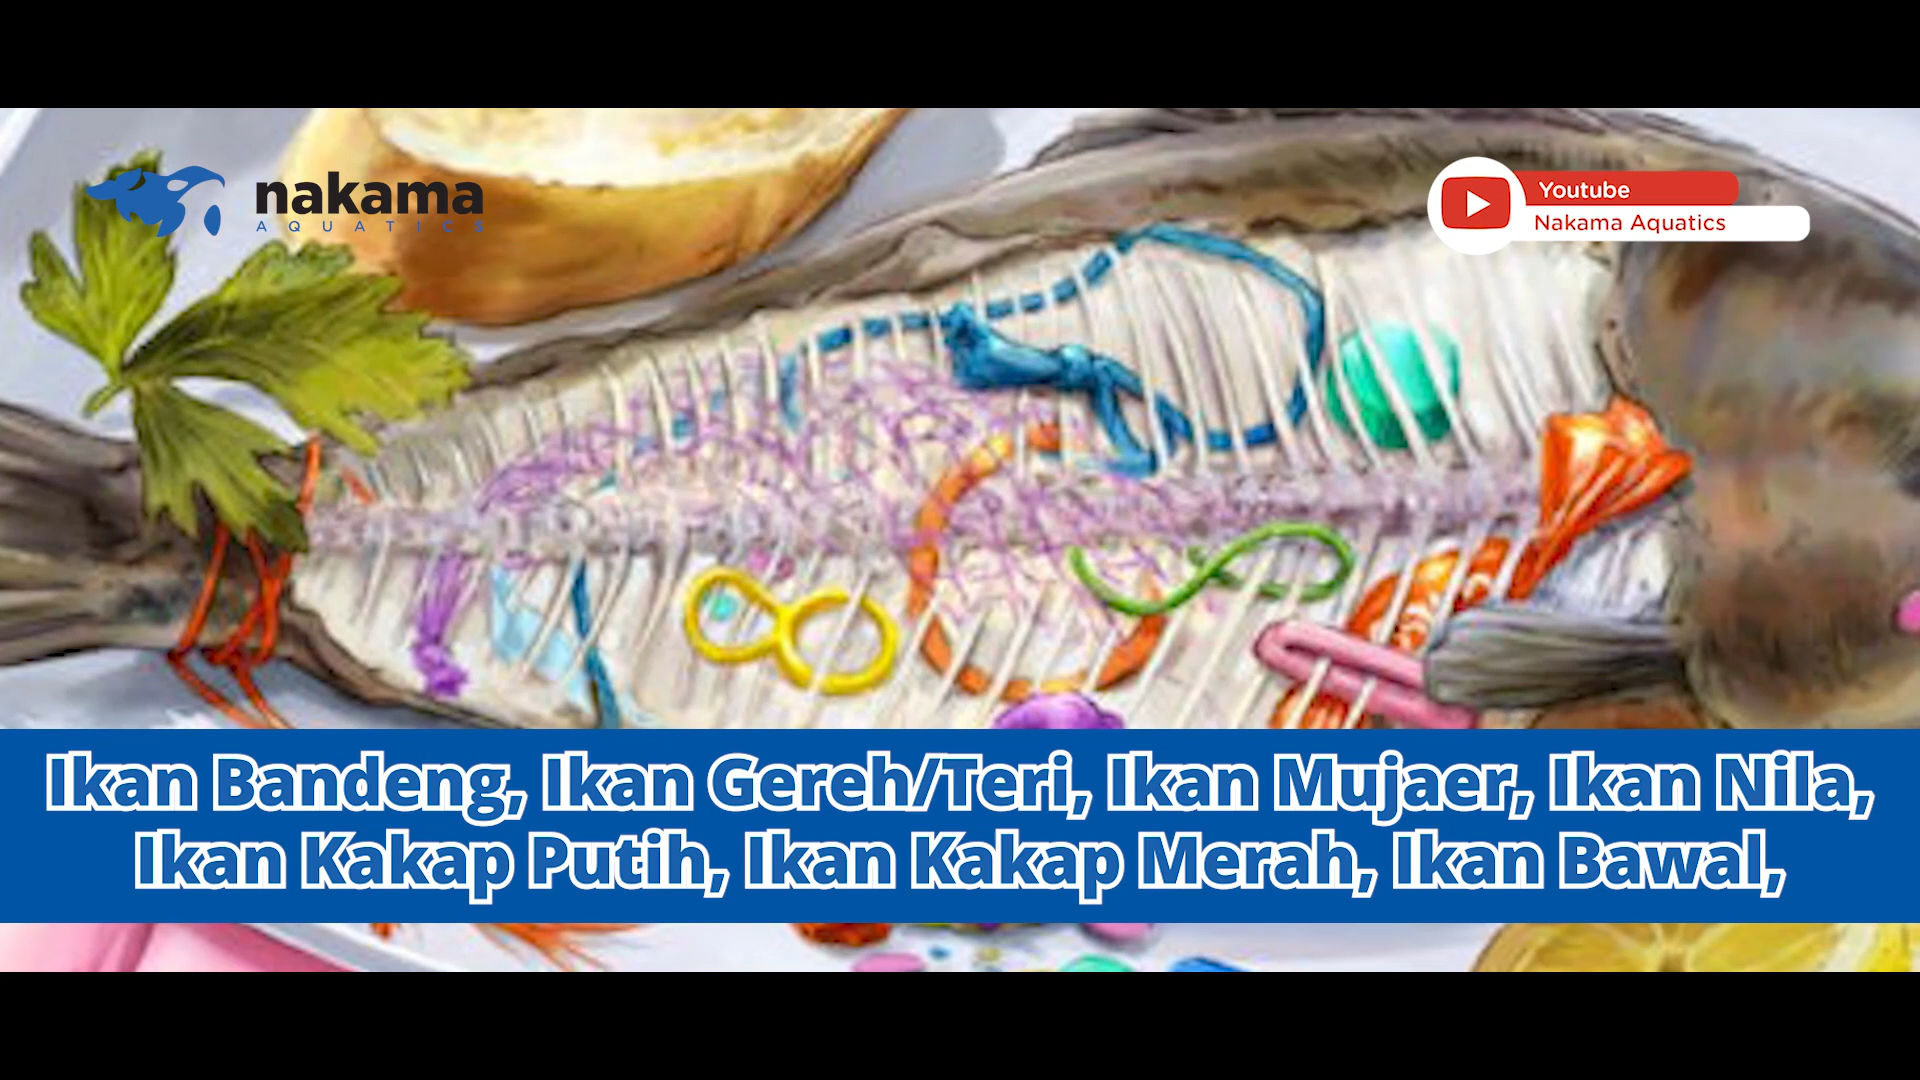 nakama
AQUATICS
Youtube
Nakama Aquatics
Ikan Bandeng, Ikan Gereh/Teri, Ikan Mujaer, Ikan Nila,
Ikan Kakap Putih, Ikan Kakap Merah, Ikan Bawal,